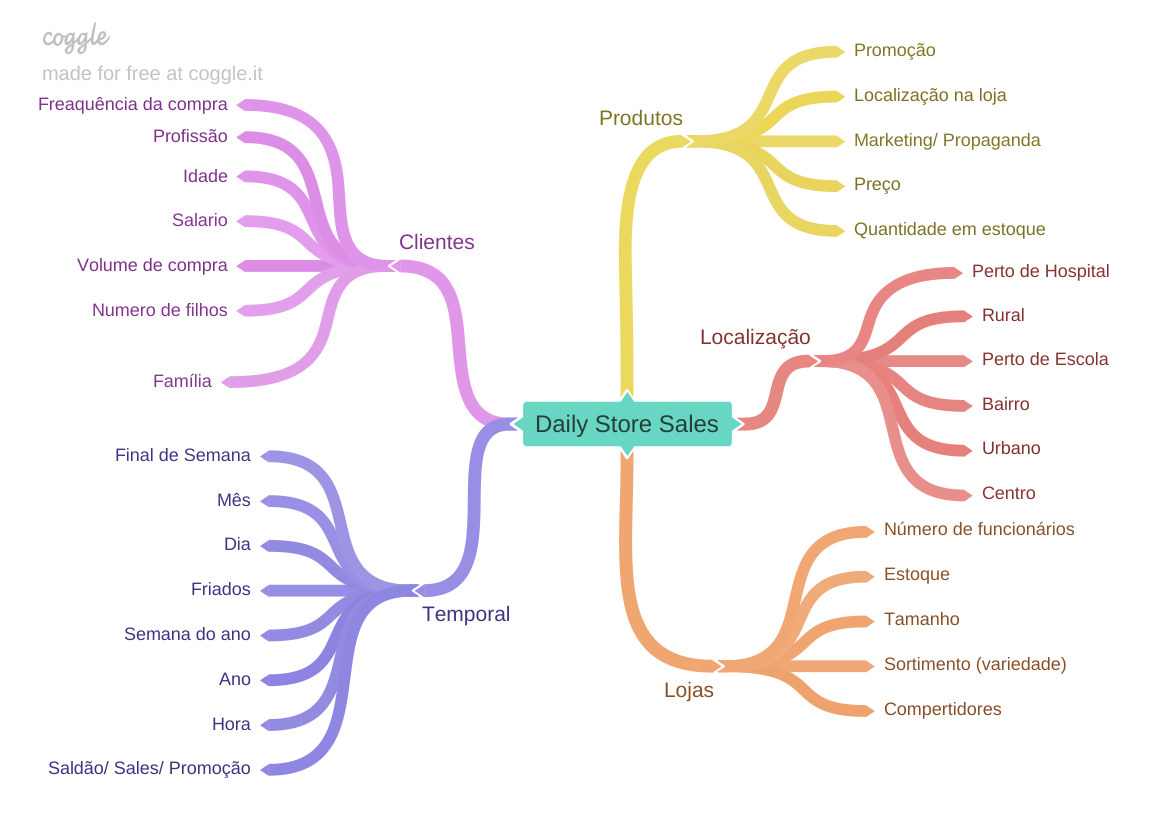 coggle
made for free at coggle.it
Clientes
Freaquência da compra
Profissão
Idade
Salario
Volume de compra
Numero de filhos
Família
Temporal
Final de Semana
Mês
Dia
Friados
Semana do ano
Ano
Hora
Saldão/ Sales/ Promoção
Daily Store Sales
Produtos
Promoção
Localização na loja
Marketing/ Propaganda
Preço
Quantidade em estoque
Localização
Perto de Hospital
Rural
Perto de Escola
Bairro
Urbano
Centro
Lojas
Número de funcionários
Estoque
Tamanho
Sortimento (variedade)
Compertidores